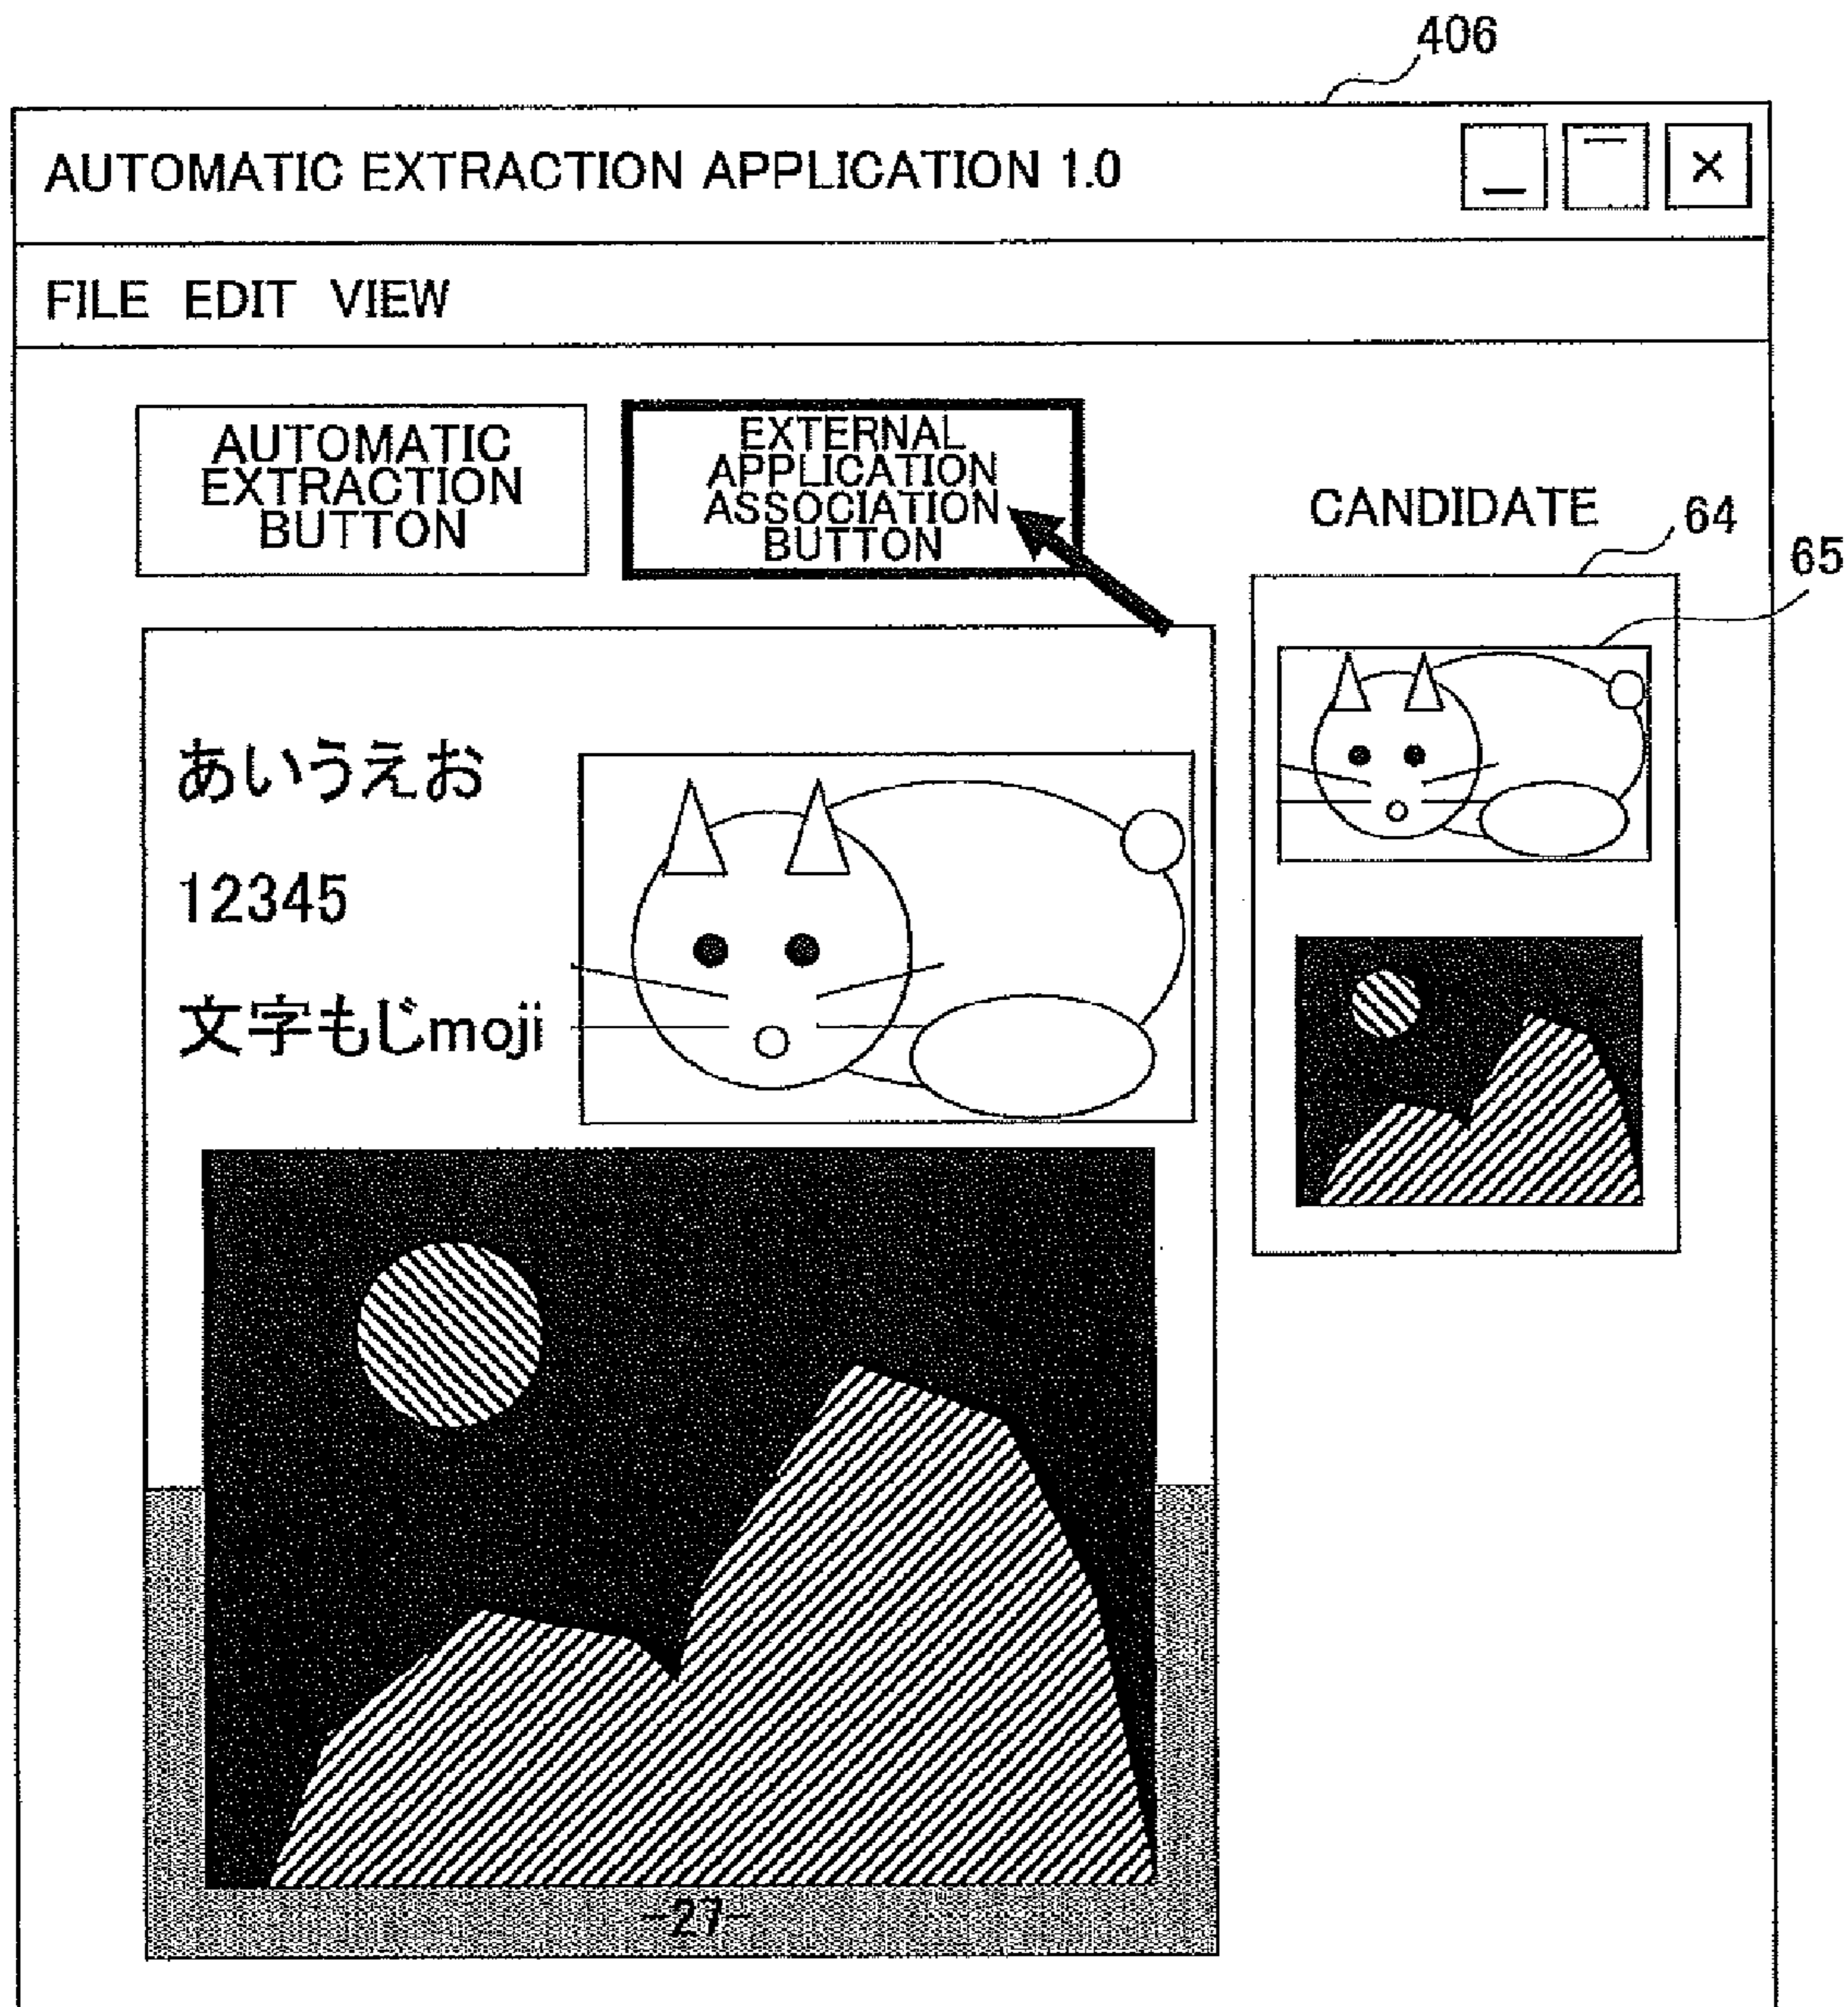 406
AUTOMATIC EXTRACTION APPLICATION 1.0
×
FILE EDIT VIEW
AUTOMATIC
EXTRACTION
BUTTON
EXTERNAL
APPLICATION
ASSOCIATION
BUTTON
CANDIDATE
64
65
あいうえお
12345
文字もじmoji
-27-